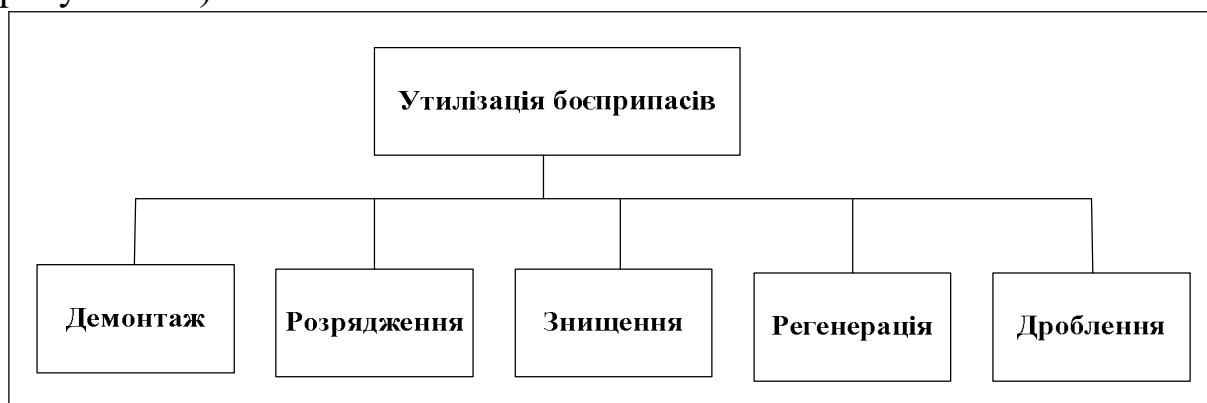 Утилізація боєприпасів
Демонтаж
Розрядження
Знищення
Регенерація
Дроблення